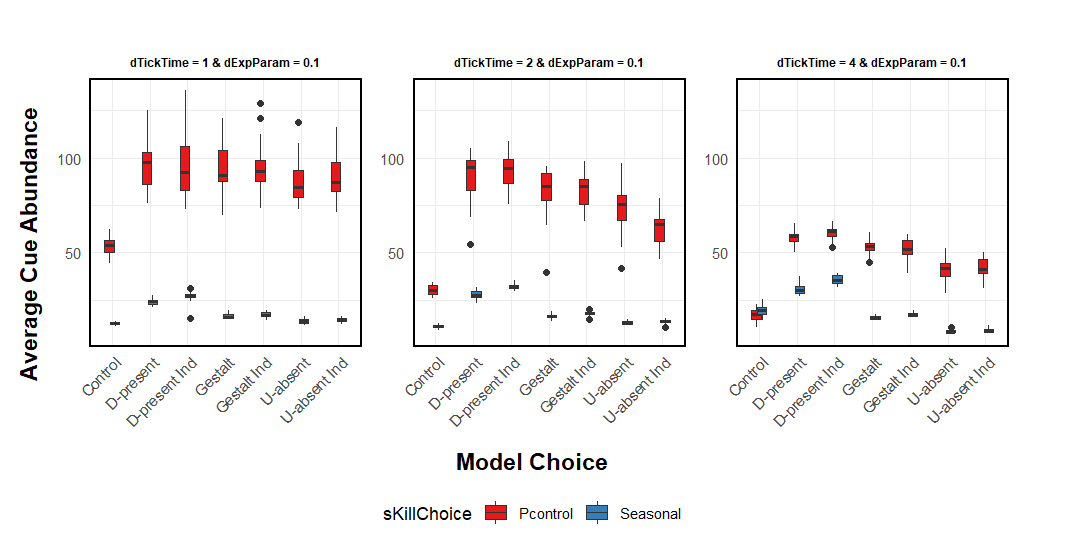 dTickTime = 1 & dExpParam = 0.1
dTickTime = 2 & dExpParam = 0.1
dTickTime = 4 & dExpParam = 0.1
Average Cue Abundance
100
50
100
50
100
50
Control
D-present
D-present Ind
Gestalt
Gestalt Ind
U-absent
U-absent Ind
Control
D-present
D-present Ind
Gestalt
Gestalt Ind
U-absent
U-absent Ind
Control
D-present
D-present Ind
Gestalt
Gestalt Ind
U-absent
U-absent Ind
Model Choice
sKillChoice Pcontrol Seasonal